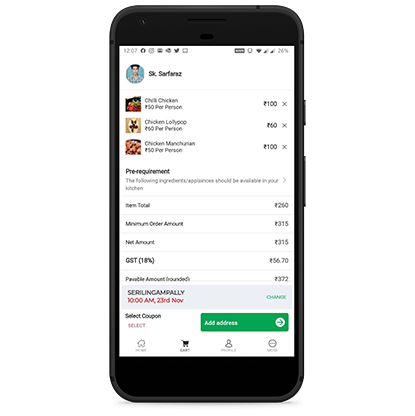 12:07 26%
Sk. Sarfaraz
Chilli Chicken
₹50 Per Person ₹100 ×
Chicken Lollypop
₹60 Per Person ₹60 ×
Chicken Manchurian
₹50 Per Person ₹100 ×
Pre-requirement
The following ingredients/appliances should be available in your
kitchen
Item Total ₹260
Minimum Order Amount ₹315
Net Amount ₹315
GST (18%) ₹56.70
Payable Amount (rounded) ₹372
SERILINGAMPALLY
10:00 AM, 23rd Nov CHANGE
Select Coupon
SELECT
Add address
HOME CART PROFILE MORE